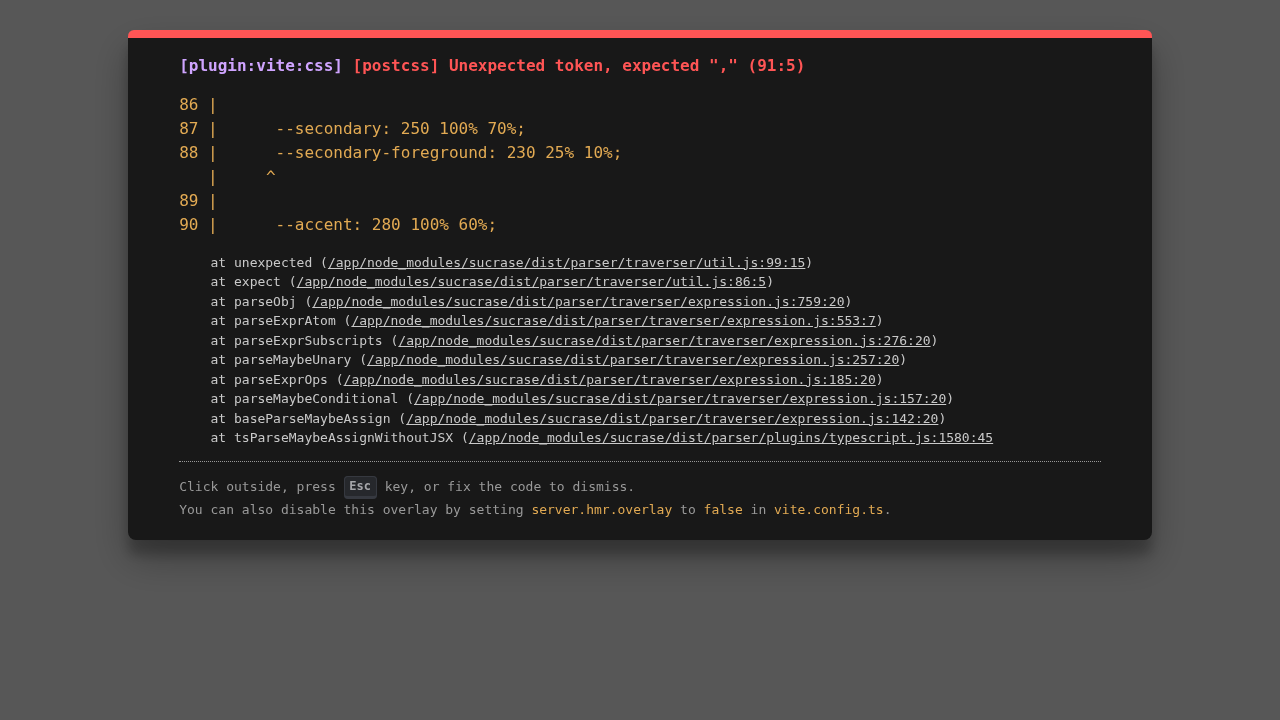 [plugin:vite:css] [postcss] Unexpected token, expected "," (91:5)
86 |
87 |      --secondary: 250 100% 70%;
88 |      --secondary-foreground: 230 25% 10%;
   |     ^
89 |
90 |      --accent: 280 100% 60%;
at unexpected (/app/node_modules/sucrase/dist/parser/traverser/util.js:99:15)
at expect (/app/node_modules/sucrase/dist/parser/traverser/util.js:86:5)
at parseObj (/app/node_modules/sucrase/dist/parser/traverser/expression.js:759:20)
at parseExprAtom (/app/node_modules/sucrase/dist/parser/traverser/expression.js:553:7)
at parseExprSubscripts (/app/node_modules/sucrase/dist/parser/traverser/expression.js:276:20)
at parseMaybeUnary (/app/node_modules/sucrase/dist/parser/traverser/expression.js:257:20)
at parseExprOps (/app/node_modules/sucrase/dist/parser/traverser/expression.js:185:20)
at parseMaybeConditional (/app/node_modules/sucrase/dist/parser/traverser/expression.js:157:20)
at baseParseMaybeAssign (/app/node_modules/sucrase/dist/parser/traverser/expression.js:142:20)
at tsParseMaybeAssignWithoutJSX (/app/node_modules/sucrase/dist/parser/plugins/typescript.js:1580:45
Click outside, press Esc key, or fix the code to dismiss.
You can also disable this overlay by setting server.hmr.overlay to false in vite.config.ts.